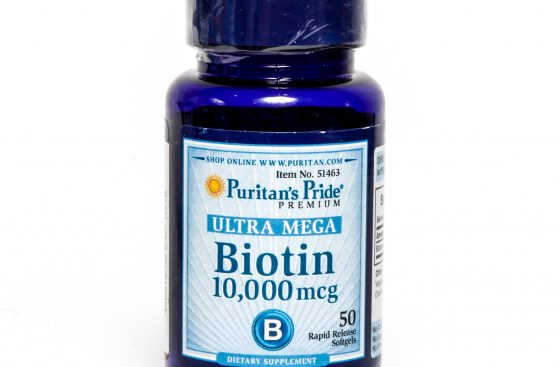 SHOP ONLINE WWW.PURITAN.COM
Item No. 51463
Puritan's Pride®
PREMIUM
ULTRA MEGA
Biotin
10,000 mcg
B
50
Rapid Release
Softgels
DIETARY SUPPLEMENT